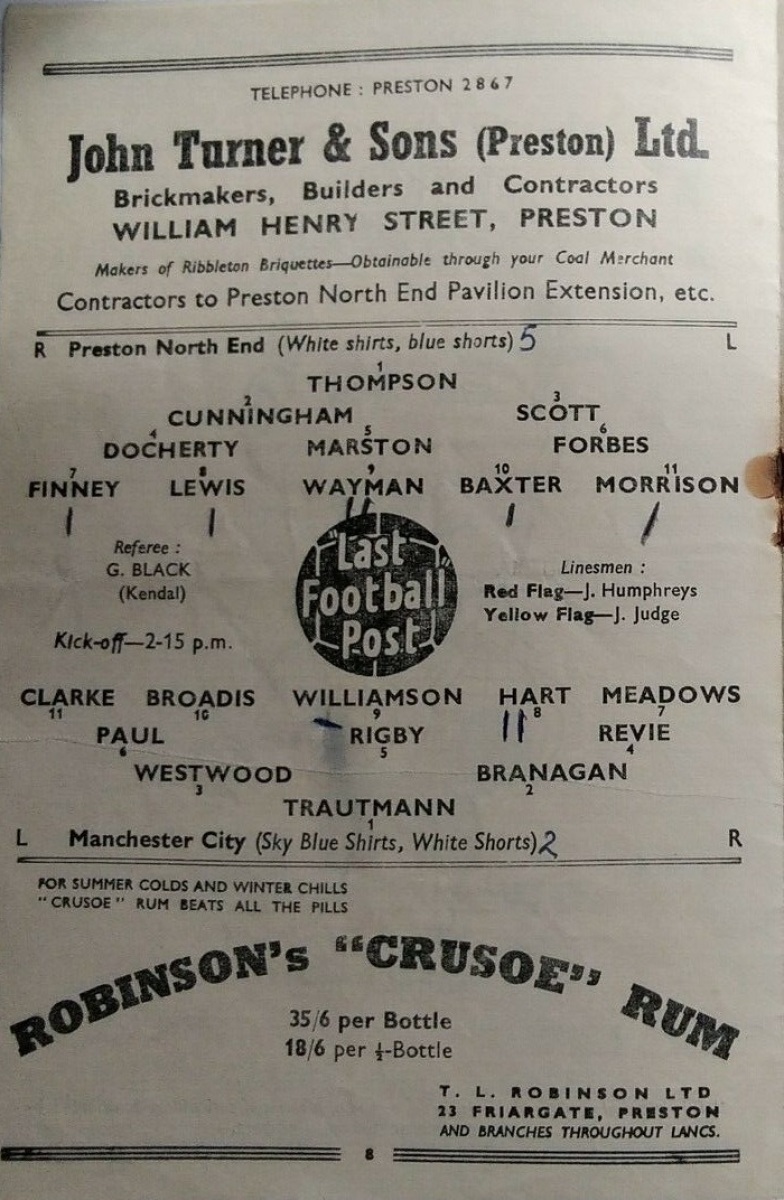 TELEPHONE : PRESTON 2867
John Turner & Sons (Preston) Ltd.
Brickmakers, Builders and Contractors
WILLIAM HENRY STREET, PRESTON
Makers of Ribbleton Briquettes—Obtainable through your Coal Merchant
Contractors to Preston North End Pavilion Extension, etc.
R Preston North End (White shirts, blue shorts) 5 L
1
THOMPSON
2 3
CUNNINGHAM SCOTT
4 5 6
DOCHERTY MARSTON FORBES
7 8 9 10 11
FINNEY LEWIS WAYMAN BAXTER MORRISON
Referee :
G. BLACK
(Kendal)
Kick-off—2-15 p.m.
"Last
Football
Post"
Linesmen :
Red Flag—J. Humphreys
Yellow Flag—J. Judge
CLARKE BROADIS WILLIAMSON HART MEADOWS
11 10 9 8 7
PAUL RIGBY REVIE
6 5 4
WESTWOOD BRANAGAN
3 2
TRAUTMANN
1
L Manchester City (Sky Blue Shirts, White Shorts) 2 R
FOR SUMMER COLDS AND WINTER CHILLS
"CRUSOE" RUM BEATS ALL THE PILLS
ROBINSON's "CRUSOE" RUM
35/6 per Bottle
18/6 per ½-Bottle
T. L. ROBINSON LTD
23 FRIARGATE, PRESTON
AND BRANCHES THROUGHOUT LANCS.
8